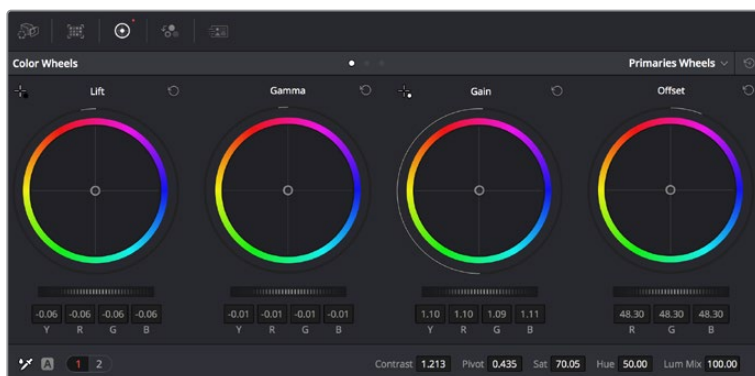 Color Wheels Primaries Wheels
Lift Gamma Gain Offset
-0.06 -0.06 -0.06 -0.06 -0.01 -0.01 -0.01 -0.01 1.10 1.10 1.09 1.11 48.30 48.30 48.30
Y R G B Y R G B Y R G B R G B
A 1 2 Contrast 1.213 Pivot 0.435 Sat 70.05 Hue 50.00 Lum Mix 100.00